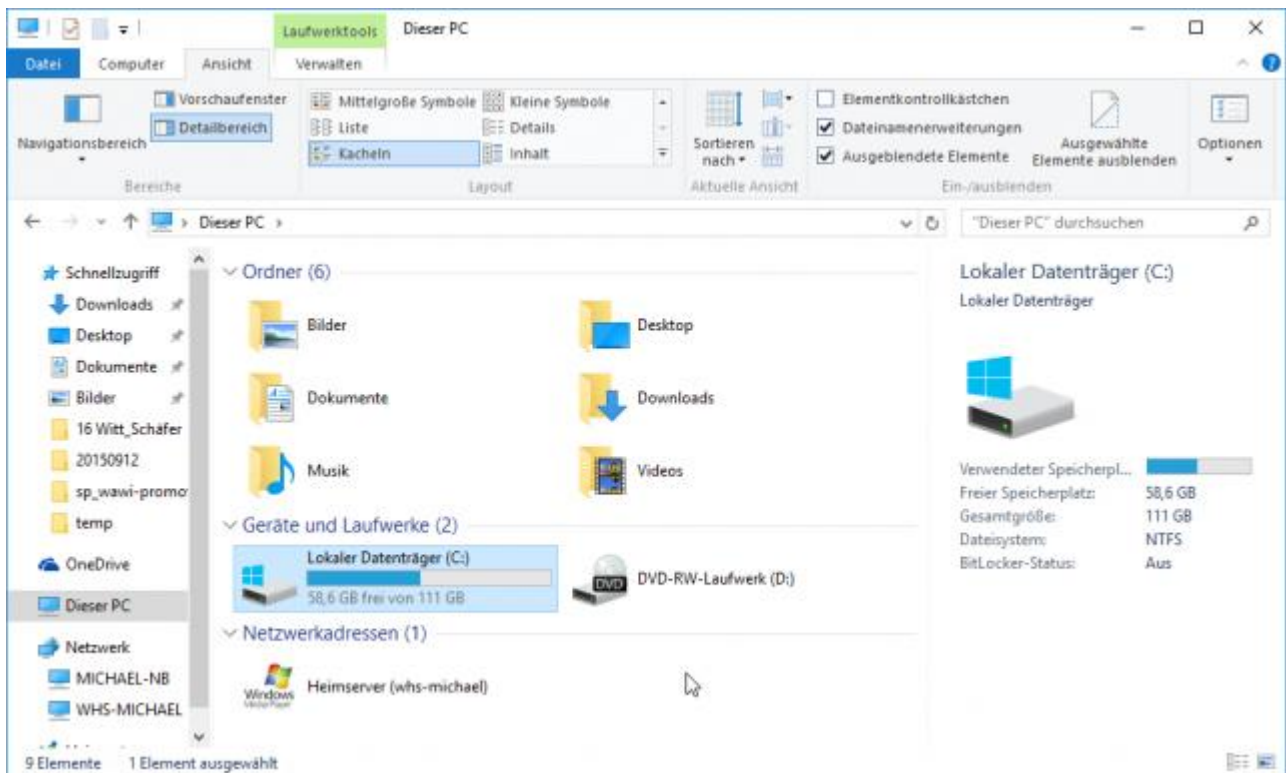 Laufwerktools Dieser PC
Datei Computer Ansicht Verwalten
Navigationsbereich
Vorschaufenster
Detailbereich
Bereiche
Mittelgroße Symbole Kleine Symbole
Liste Details
Kacheln Inhalt
Layout
Sortieren
nach
Aktuelle Ansicht
Elementkontrollkästchen
Dateinamenerweiterungen
Ausgeblendete Elemente
Ausgewählte
Elemente ausblenden
Ein-/ausblenden
Optionen
Dieser PC
"Dieser PC" durchsuchen
Schnellzugriff
Downloads
Desktop
Dokumente
Bilder
16 Witt_Schäfer
20150912
temp
OneDrive
Dieser PC
Netzwerk
MICHAEL-NB
WHS-MICHAEL
Ordner (6)
Bilder
Desktop
Dokumente
Downloads
Musik
Videos
Geräte und Laufwerke (2)
Lokaler Datenträger (C:)
58,6 GB frei von 111 GB
DVD
DVD-RW-Laufwerk (D:)
Netzwerkadressen (1)
Windows
Media Player
Heimserver (whs-michael)
Lokaler Datenträger (C:)
Lokaler Datenträger
Verwendeter Speicherpl...
Freier Speicherplatz: 58,6 GB
Gesamtgröße: 111 GB
Dateisystem: NTFS
BitLocker-Status: Aus
9 Elemente 1 Element ausgewählt